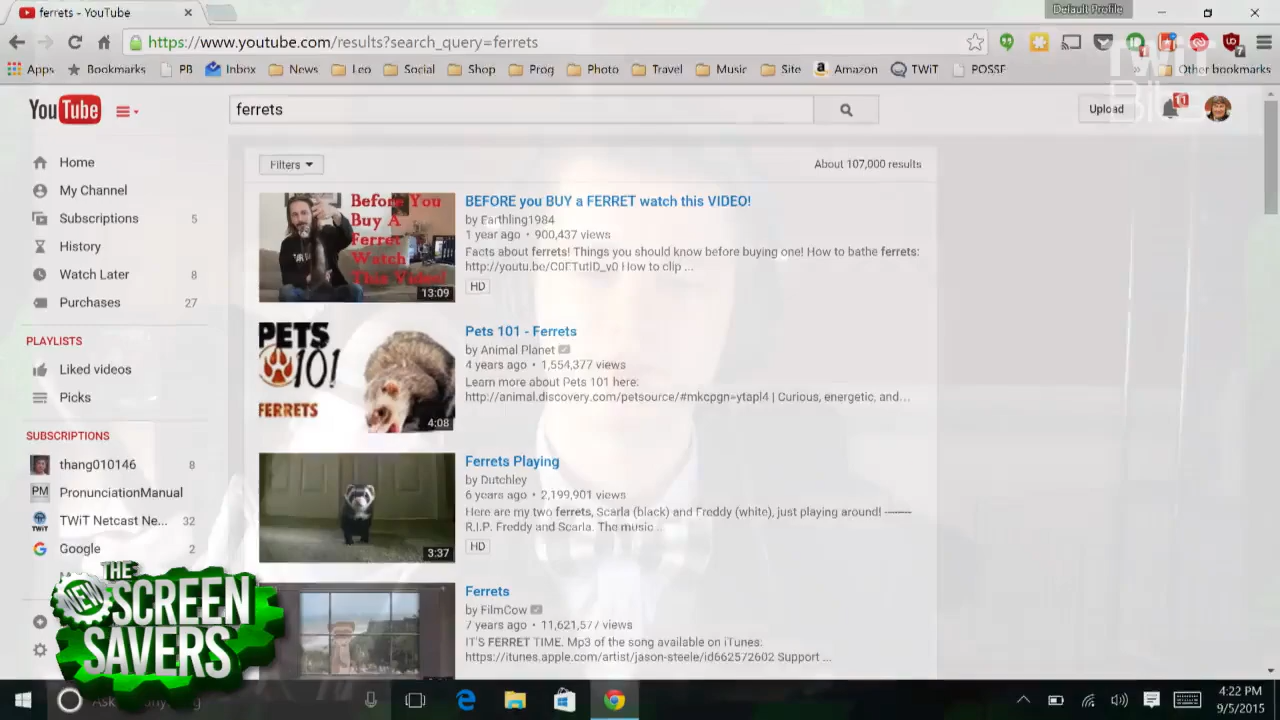 ferrets - YouTube
Default Profile
https://www.youtube.com/results?search_query=ferrets
Apps Bookmarks PB Inbox News Leo Social Shop Prog Photo Travel Music Site Amazon TWiT POSSF » Other bookmarks
TWiT
YouTube
ferrets
Upload
11
Filters
About 107,000 results
Home
My Channel
Subscriptions 5
History
Watch Later 8
Purchases 27
PLAYLISTS
Liked videos
Picks
SUBSCRIPTIONS
thang010146 8
PM PronunciationManual
TWiT TWiT Netcast Ne... 32
Google 2
Before You
Buy A
Ferret
Watch
This Video!
13:09
BEFORE you BUY a FERRET watch this VIDEO!
by Earthling1984
1 year ago • 900,437 views
Facts about ferrets! Things you should know before buying one! How to bathe ferrets:
How to clip ...
HD
PETS
101
FERRETS
4:08
Pets 101 - Ferrets
by Animal Planet
4 years ago • 1,554,377 views
Learn more about Pets 101 here:
http://animal.discovery.com/petsource/#mkcpgn=ytapl4 | Curious, energetic, and...
3:37
Ferrets Playing
by Dutchley
6 years ago • 2,199,901 views
Here are my two ferrets, Scarla (black) and Freddy (white), just playing around! ---------
R.I.P. Freddy and Scarla. The music ...
HD
Ferrets
by FilmCow
7 years ago • 11,621,577 views
IT'S FERRET TIME. Mp3 of the song available on iTunes:
https://itunes.apple.com/artist/jason-steele/id662572602 Support ...
THE
NEW SCREEN
SAVERS
4:22 PM
9/5/2015